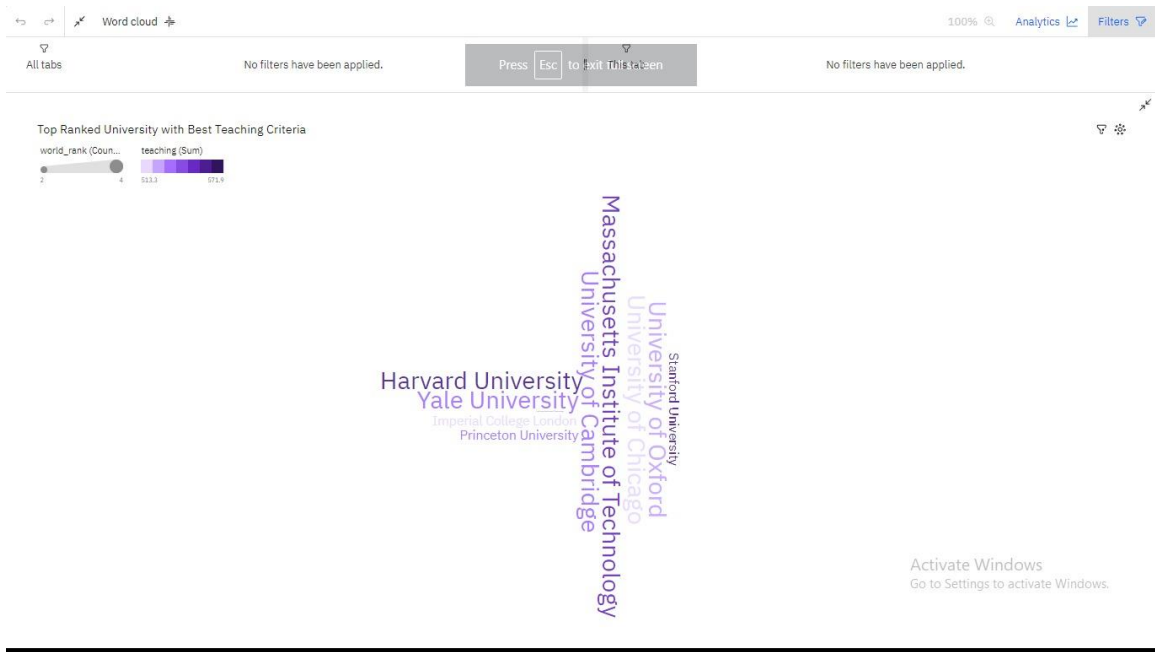 Word cloud
100%
Analytics
Filters
All tabs
No filters have been applied.
Press Esc to exit full screen
This tab
No filters have been applied.
Top Ranked University with Best Teaching Criteria
world_rank (Coun...
teaching (Sum)
2
4
513.3
571.9
Massachusetts Institute of Technology
University of Cambridge
University of Chicago
University of Oxford
Stanford University
Harvard University
Yale University
Imperial College London
Princeton University
Activate Windows
Go to Settings to activate Windows.